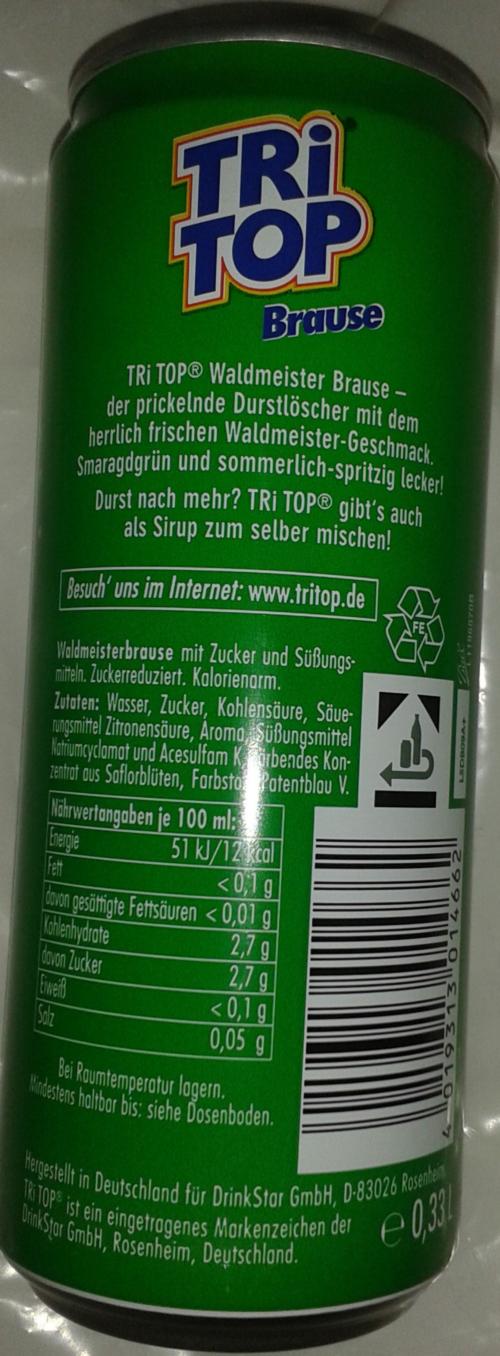 TRi
TOP
Brause
TRi TOP® Waldmeister Brause –
der prickelnde Durstlöscher mit dem
herrlich frischen Waldmeister-Geschmack.
Smaragdgrün und sommerlich-spritzig lecker!
Durst nach mehr? TRi TOP® gibt's auch
als Sirup zum selber mischen!
Besuch' uns im Internet: www.tritop.de
FE
Waldmeisterbrause mit Zucker und Süßungs-
mitteln. Zuckerreduziert. Kalorienarm.
Zutaten: Wasser, Zucker, Kohlensäure, Säue-
rungsmittel Zitronensäure, Aroma, Süßungsmittel
Natriumcyclamat und Acesulfam K, färbendes Kon-
zentrat aus Saflorblüten, Farbstoff Patentblau V.
Nährwertangaben je 100 ml:
Energie 51 kJ/12 kcal
Fett < 0,1 g
davon gesättigte Fettsäuren < 0,01 g
Kohlenhydrate 2,7 g
davon Zucker 2,7 g
Eiweiß < 0,1 g
Salz 0,05 g
4 019313 014662
Bei Raumtemperatur lagern.
Mindestens haltbar bis: siehe Dosenboden.
Hergestellt in Deutschland für DrinkStar GmbH, D-83026 Rosenheim
TRi TOP® ist ein eingetragenes Markenzeichen der
DrinkStar GmbH, Rosenheim, Deutschland.
e 0,33 L